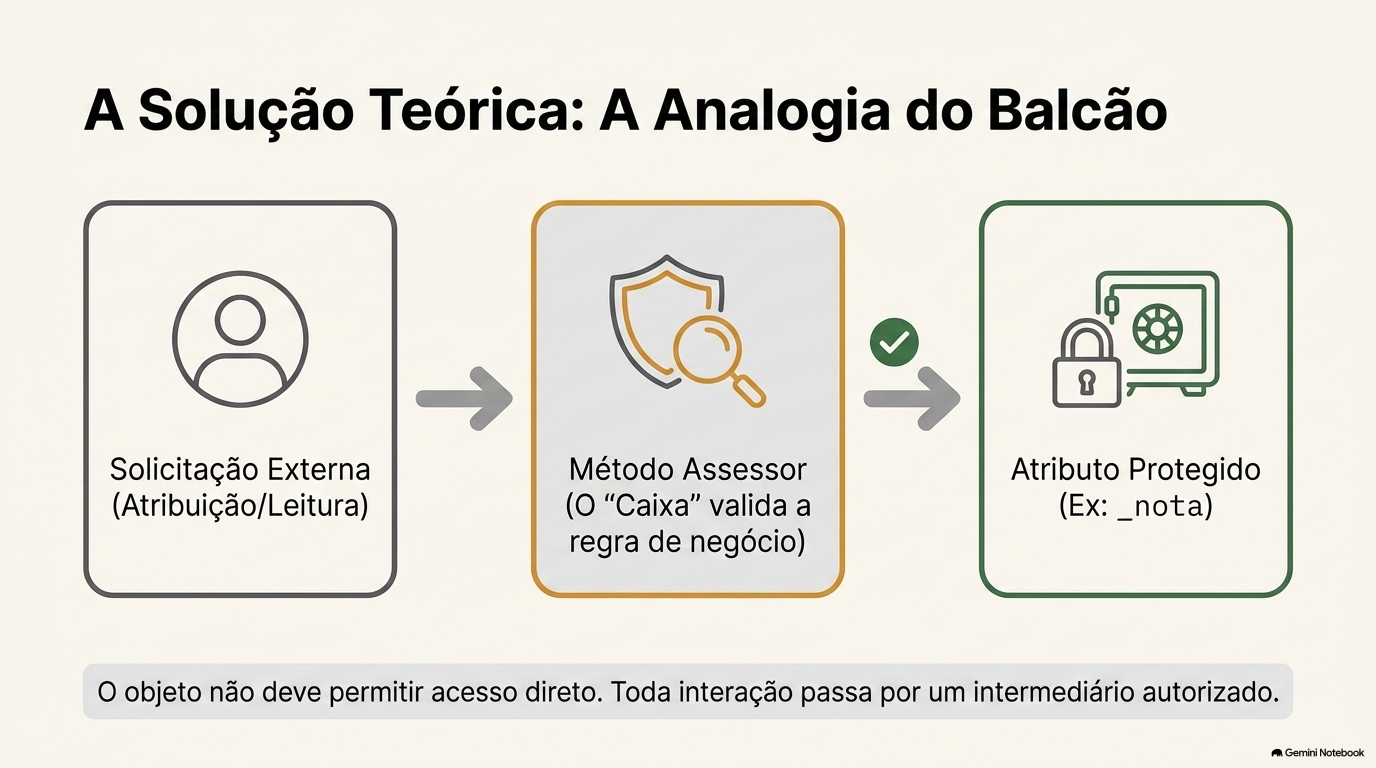 A Solução Teórica: A Analogia do Balcão
Solicitação Externa
(Atribuição/Leitura)
Método Assessor
(O “Caixa” valida a
regra de negócio)
Atributo Protegido
(Ex: _nota)
O objeto não deve permitir acesso direto. Toda interação passa por um intermediário autorizado.
Gemini Notebook